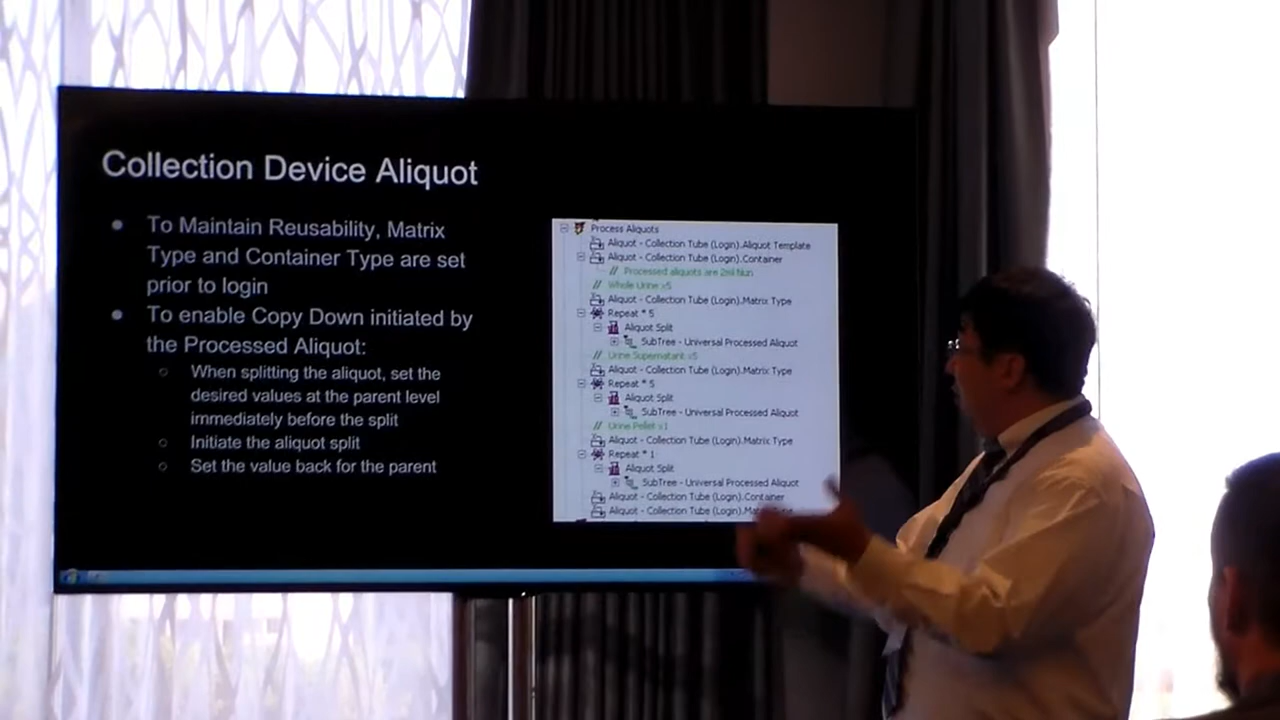 Collection Device Aliquot
To Maintain Reusability, Matrix
Type and Container Type are set
prior to login
To enable Copy Down initiated by
the Processed Aliquot:
When splitting the aliquot, set the
desired values at the parent level
immediately before the split
Initiate the aliquot split
Set the value back for the parent
Process Aliquots
Aliquot - Collection Tube (Login).Aliquot Template
Aliquot - Collection Tube (Login).Container
// Processed aliquots are 2ml Nun
// Whole Urine x5
Aliquot - Collection Tube (Login).Matrix Type
Repeat * 5
Aliquot Split
SubTree - Universal Processed Aliquot
// Urine Supernatant x5
Aliquot - Collection Tube (Login).Matrix Type
Repeat * 5
Aliquot Split
SubTree - Universal Processed Aliquot
// Urine Pellet x1
Aliquot - Collection Tube (Login).Matrix Type
Repeat * 1
Aliquot Split
SubTree - Universal Processed Aliquot
Aliquot - Collection Tube (Login).Container
Aliquot - Collection Tube (Login).Matrix Type